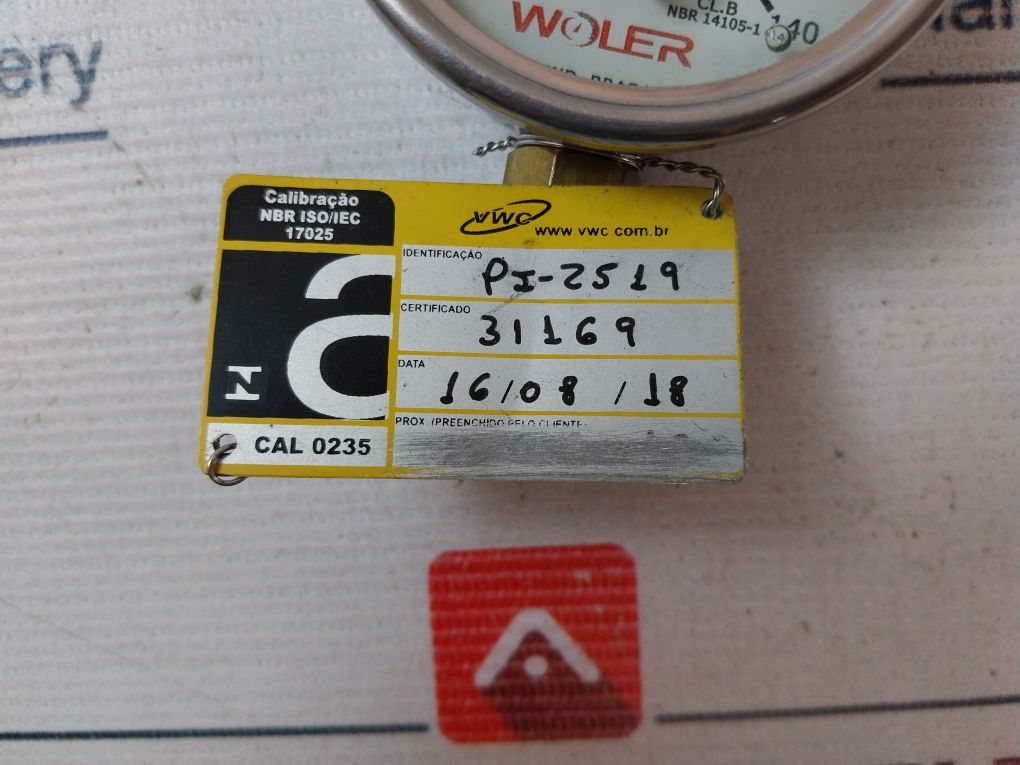 ery
CL.B
NBR 14105-1
140
WOLER
Calibração
NBR ISO/IEC
17025
VWC
www vwc com.br
IDENTIFICAÇÃO
PI-2519
CERTIFICADO
31169
DATA
16/08/18
PROX (PREENCHIDO PELO CLIENTE)
CAL 0235